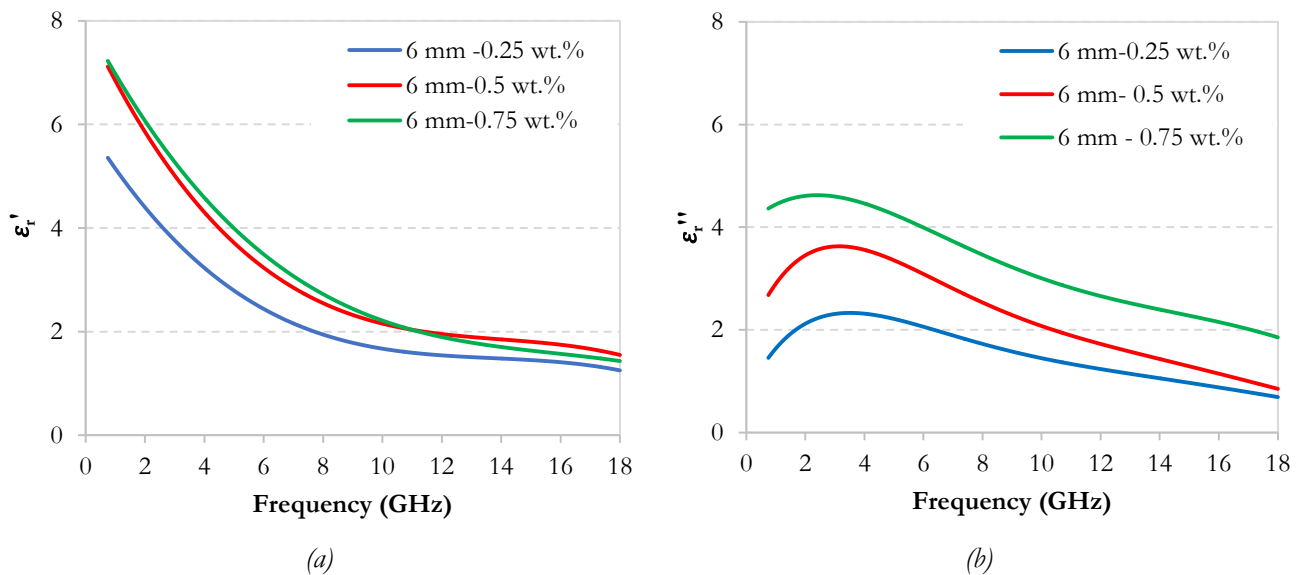 8
6
4
2
0
εr'
6 mm -0.25 wt.%
6 mm-0.5 wt.%
6 mm-0.75 wt.%
0 2 4 6 8 10 12 14 16 18
Frequency (GHz)
(a)
8
6
4
2
0
εr''
6 mm-0.25 wt.%
6 mm- 0.5 wt.%
6 mm - 0.75 wt.%
0 2 4 6 8 10 12 14 16 18
Frequency (GHz)
(b)